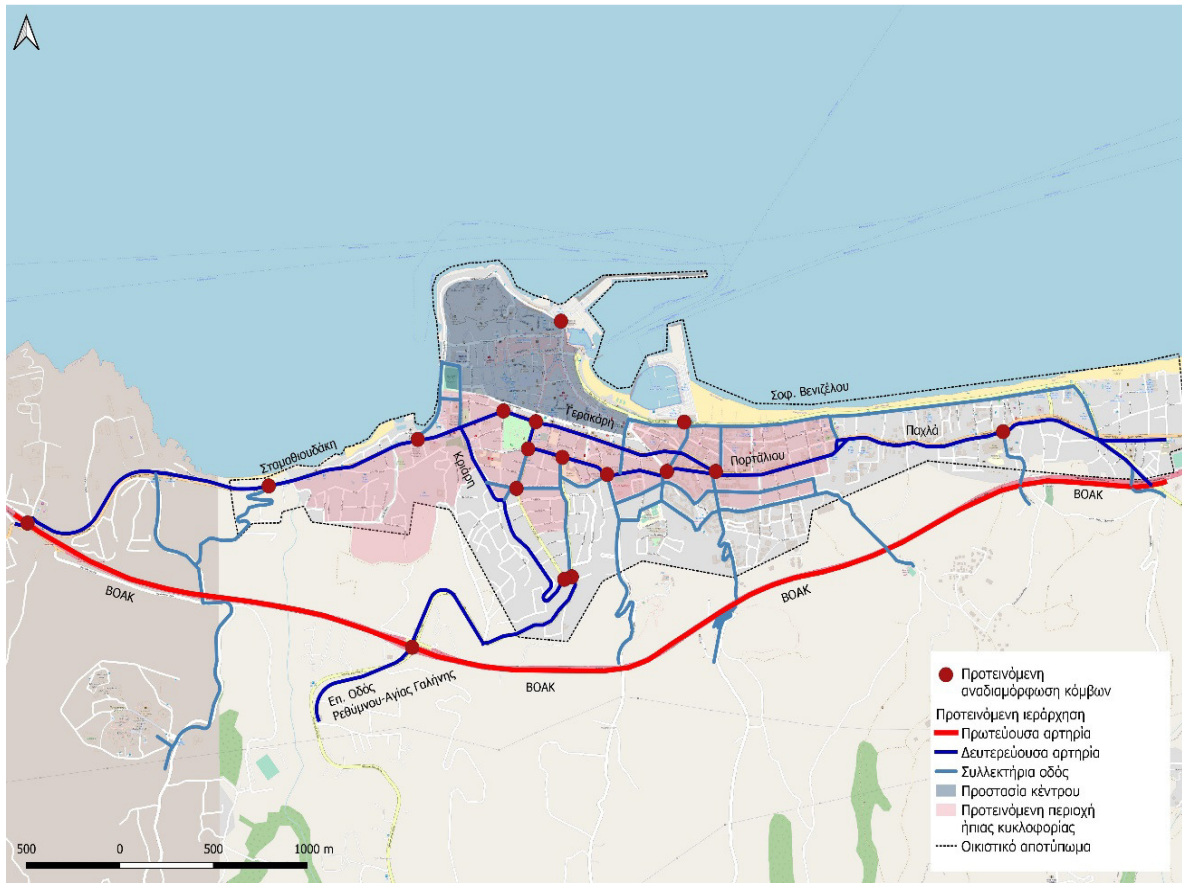 Σοφ. Βενιζέλου
Γερακάρη
Παχλά
Σταμαθιουδάκη
Κριάρη
Πορτάλιου
ΒΟΑΚ
ΒΟΑΚ
ΒΟΑΚ
ΒΟΑΚ
Επ. Οδός
Ρεθύμνου-Αγίας Γαλήνης
Προτεινόμενη
αναδιαμόρφωση κόμβων
Προτεινόμενη ιεράρχηση
Πρωτεύουσα αρτηρία
Δευτερεύουσα αρτηρία
Συλλεκτήρια οδός
Προστασία κέντρου
Προτεινόμενη περιοχή
ήπιας κυκλοφορίας
Οικιστικό αποτύπωμα
500 0 500 1000 m